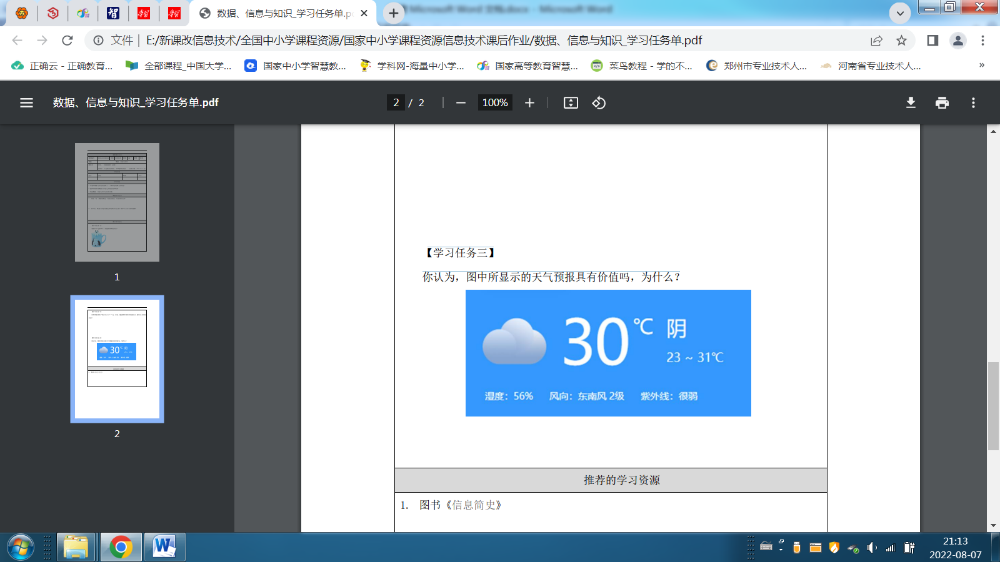 数据、信息与知识_学习任务单.p
Microsoft Word 文档.docx - Microsoft Word
文件 | E:/新课改信息技术/全国中小学课程资源/国家中小学课程资源信息技术课后作业/数据、信息与知识_学习任务单.pdf
正确云 - 正确教育... 全部课程_中国大学... 国家中小学智慧教... 学科网-海量中小学... 国家高等教育智慧... 菜鸟教程 - 学的不... 郑州市专业技术人... 河南省专业技术人... »
数据、信息与知识_学习任务单.pdf 2 / 2 100%
1
2
【学习任务三】
你认为，图中所显示的天气预报具有价值吗，为什么？
30℃ 阴
23 ~ 31℃
湿度：56% 风向：东南风 2级 紫外线：很弱
推荐的学习资源
1. 图书《信息简史》
21:13
2022-08-07